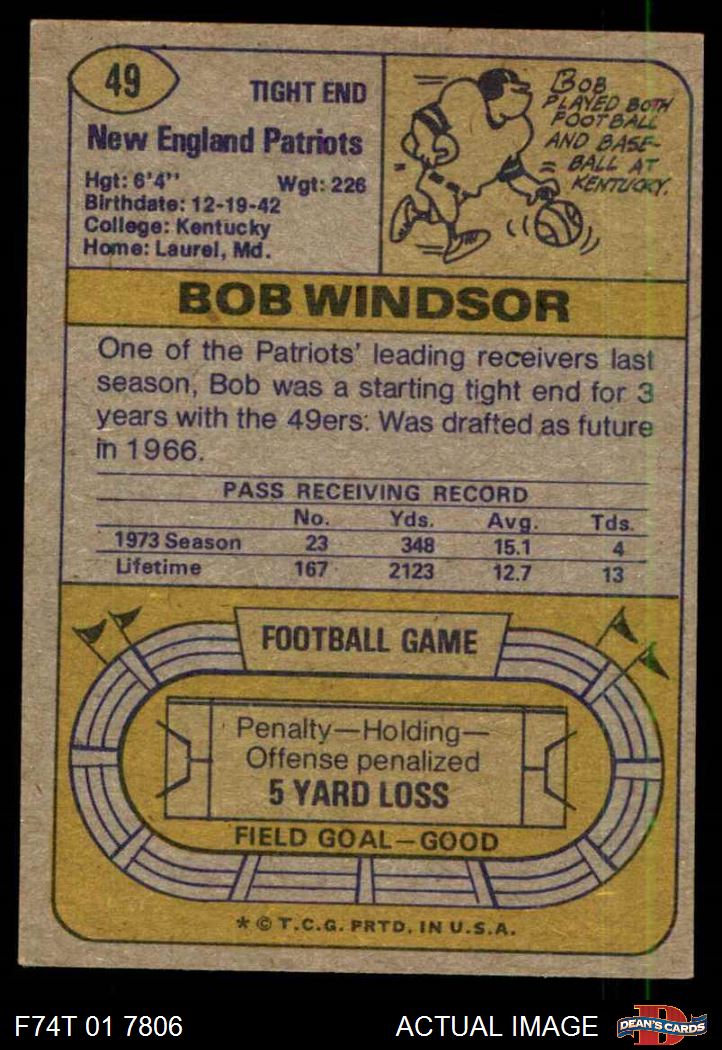 49
TIGHT END
New England Patriots
Hgt: 6'4" Wgt: 226
Birthdate: 12-19-42
College: Kentucky
Home: Laurel, Md.
BOB
PLAYED BOTH
FOOTBALL
AND BASE-
BALL AT
KENTUCKY.
BOB WINDSOR
One of the Patriots' leading receivers last
season, Bob was a starting tight end for 3
years with the 49ers. Was drafted as future
in 1966.
PASS RECEIVING RECORD
No. Yds. Avg. Tds.
1973 Season 23 348 15.1 4
Lifetime 167 2123 12.7 13
FOOTBALL GAME
Penalty—Holding—
Offense penalized
5 YARD LOSS
FIELD GOAL—GOOD
* © T.C.G. PRTD. IN U.S.A.
F74T 01 7806 ACTUAL IMAGE
D
DEAN'S CARDS